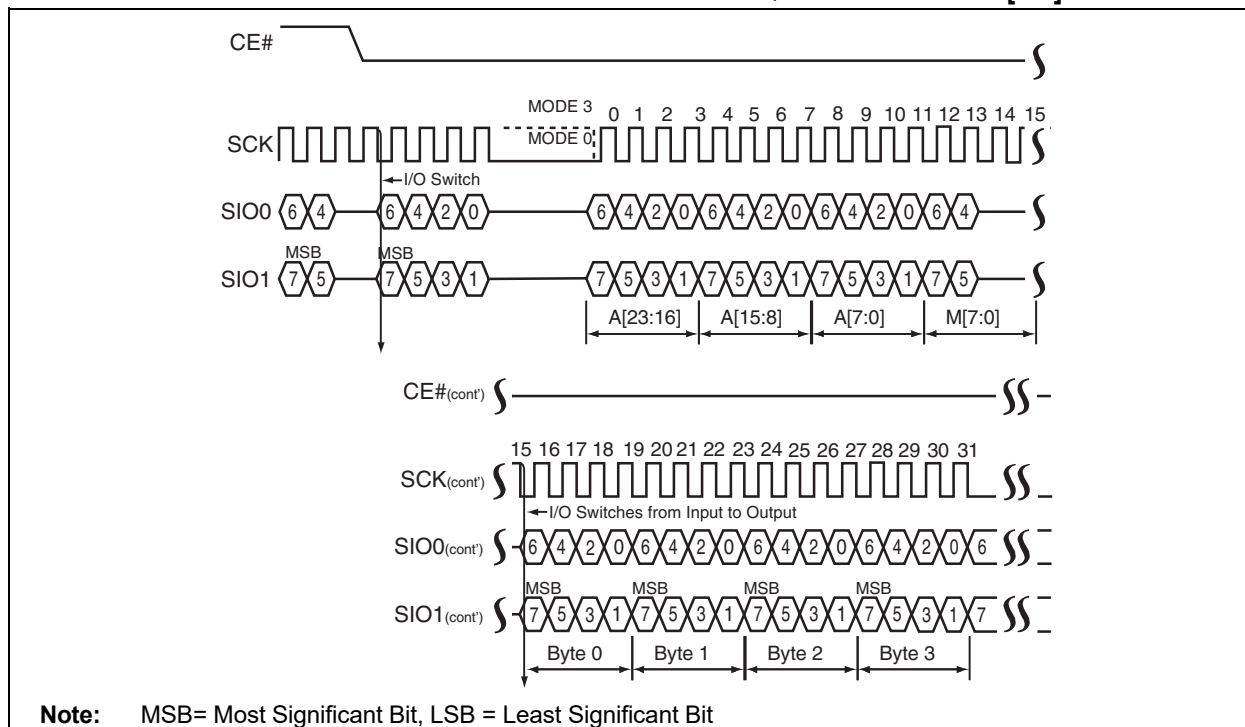 CE#
MODE 3
0 1 2 3 4 5 6 7 8 9 10 11 12 13 14 15
SCK
MODE 0
I/O Switch
SIO0 6 4 6 4 2 0 6 4 2 0 6 4 2 0 6 4 2 0 6 4
MSB MSB
SIO1 7 5 7 5 3 1 7 5 3 1 7 5 3 1 7 5 3 1 7 5
A[23:16] A[15:8] A[7:0] M[7:0]
CE#(cont')
15 16 17 18 19 20 21 22 23 24 25 26 27 28 29 30 31
SCK(cont')
I/O Switches from Input to Output
SIO0(cont') 6 4 2 0 6 4 2 0 6 4 2 0 6 4 2 0 6
MSB MSB MSB MSB
SIO1(cont') 7 5 3 1 7 5 3 1 7 5 3 1 7 5 3 1 7
Byte 0 Byte 1 Byte 2 Byte 3
Note: MSB= Most Significant Bit, LSB = Least Significant Bit